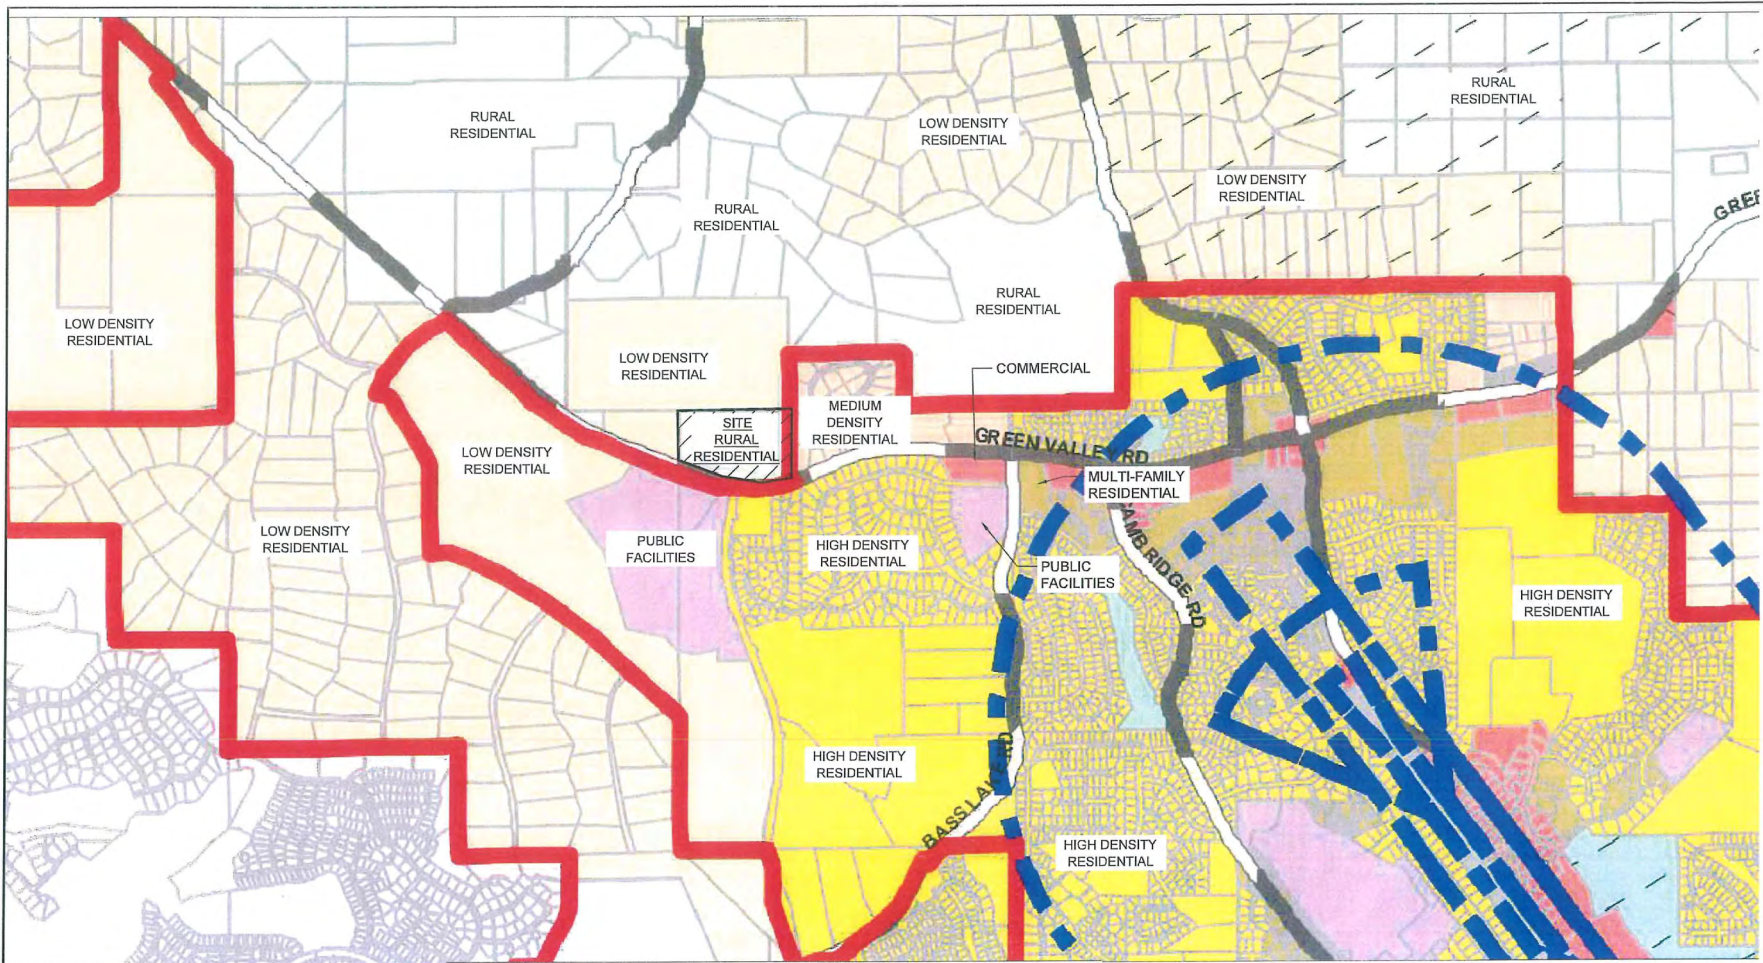 RURAL
RESIDENTIAL
LOW DENSITY
RESIDENTIAL
RURAL
RESIDENTIAL
LOW DENSITY
RESIDENTIAL
RURAL
RESIDENTIAL
LOW DENSITY
RESIDENTIAL
RURAL
RESIDENTIAL
LOW DENSITY
RESIDENTIAL
COMMERCIAL
SITE
RURAL
RESIDENTIAL
MEDIUM
DENSITY
RESIDENTIAL
GREEN VALLEY RD
LOW DENSITY
RESIDENTIAL
MULTI-FAMILY
RESIDENTIAL
LOW DENSITY
RESIDENTIAL
PUBLIC
FACILITIES
HIGH DENSITY
RESIDENTIAL
PUBLIC
FACILITIES
HIGH DENSITY
RESIDENTIAL
HIGH DENSITY
RESIDENTIAL
BASS LAKE
HIGH DENSITY
RESIDENTIAL